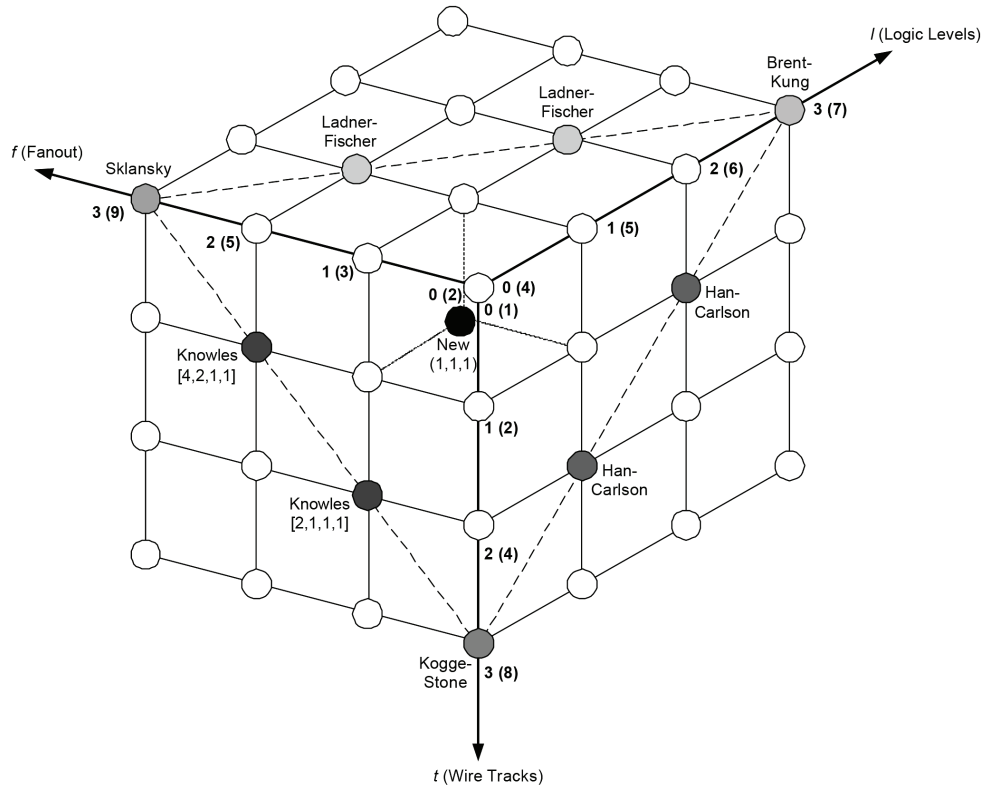 l (Logic Levels)
Brent-
Kung
3 (7)
Ladner-
Fischer
Ladner-
Fischer
f (Fanout)
Sklansky
3 (9)
2 (6)
2 (5)
1 (5)
1 (3)
0 (2)
0 (4)
0 (1)
New
(1,1,1)
Han-
Carlson
Knowles
[4,2,1,1]
1 (2)
Han-
Carlson
Knowles
[2,1,1,1]
2 (4)
Kogge-
Stone
3 (8)
t (Wire Tracks)